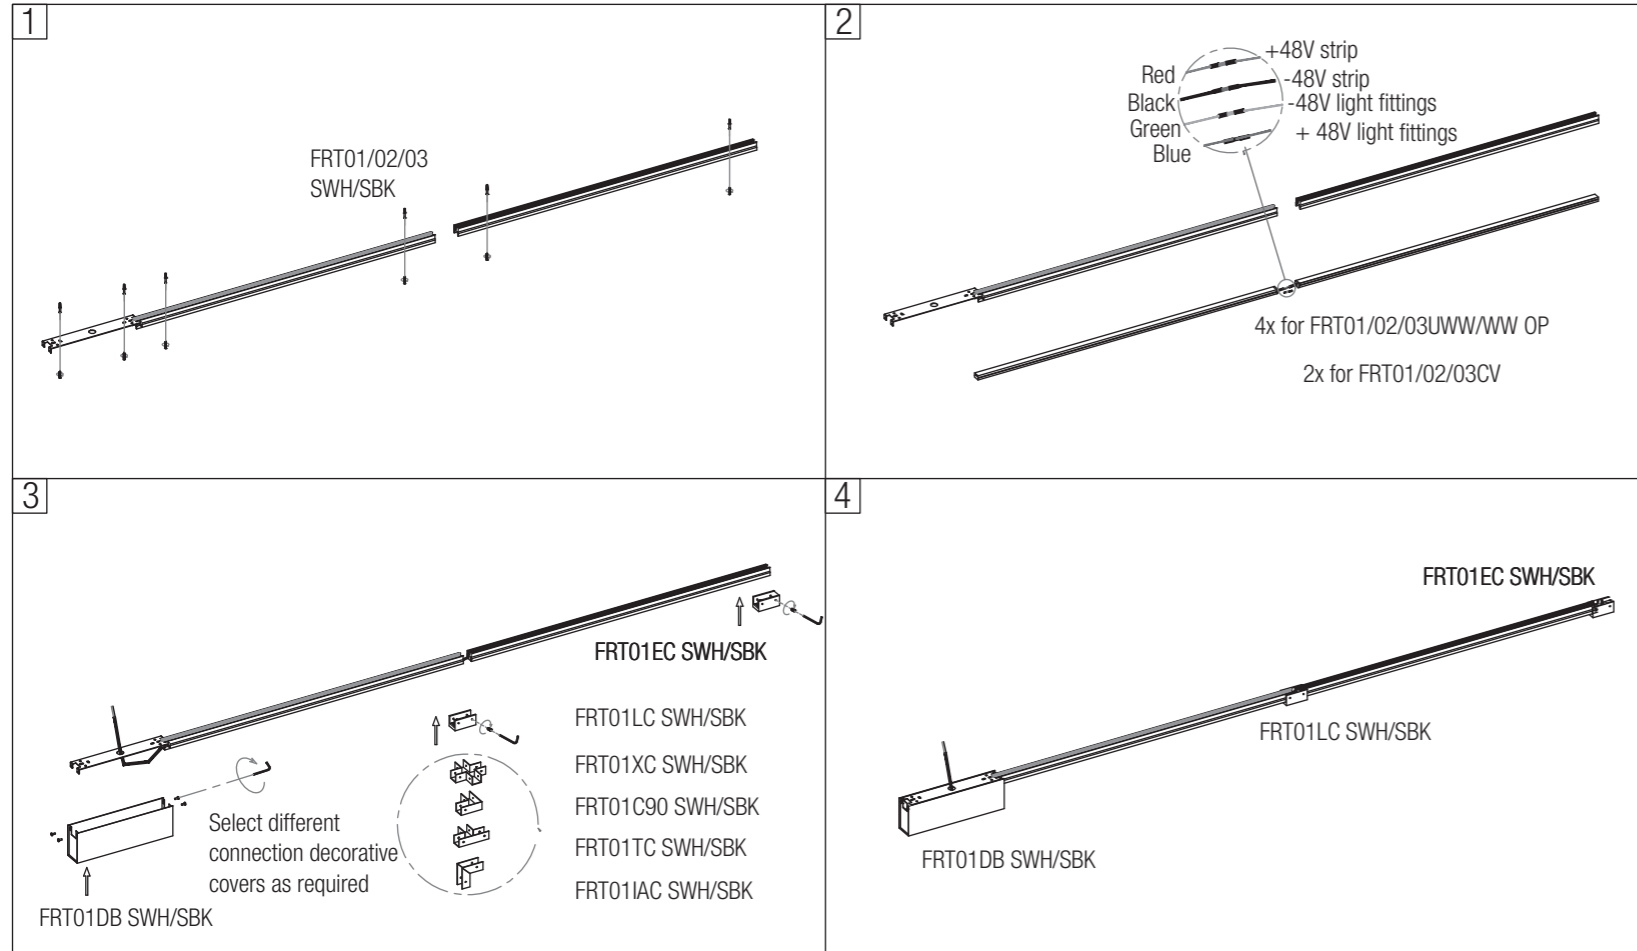 1
FRT01/02/03
SWH/SBK
2
+48V strip
Red
-48V strip
Black
-48V light fittings
Green
+ 48V light fittings
Blue
4x for FRT01/02/03UWW/WW OP
2x for FRT01/02/03CV
3
FRT01EC SWH/SBK
FRT01LC SWH/SBK
FRT01XC SWH/SBK
FRT01C90 SWH/SBK
FRT01TC SWH/SBK
FRT01IAC SWH/SBK
Select different
connection decorative
covers as required
FRT01DB SWH/SBK
4
FRT01EC SWH/SBK
FRT01LC SWH/SBK
FRT01DB SWH/SBK